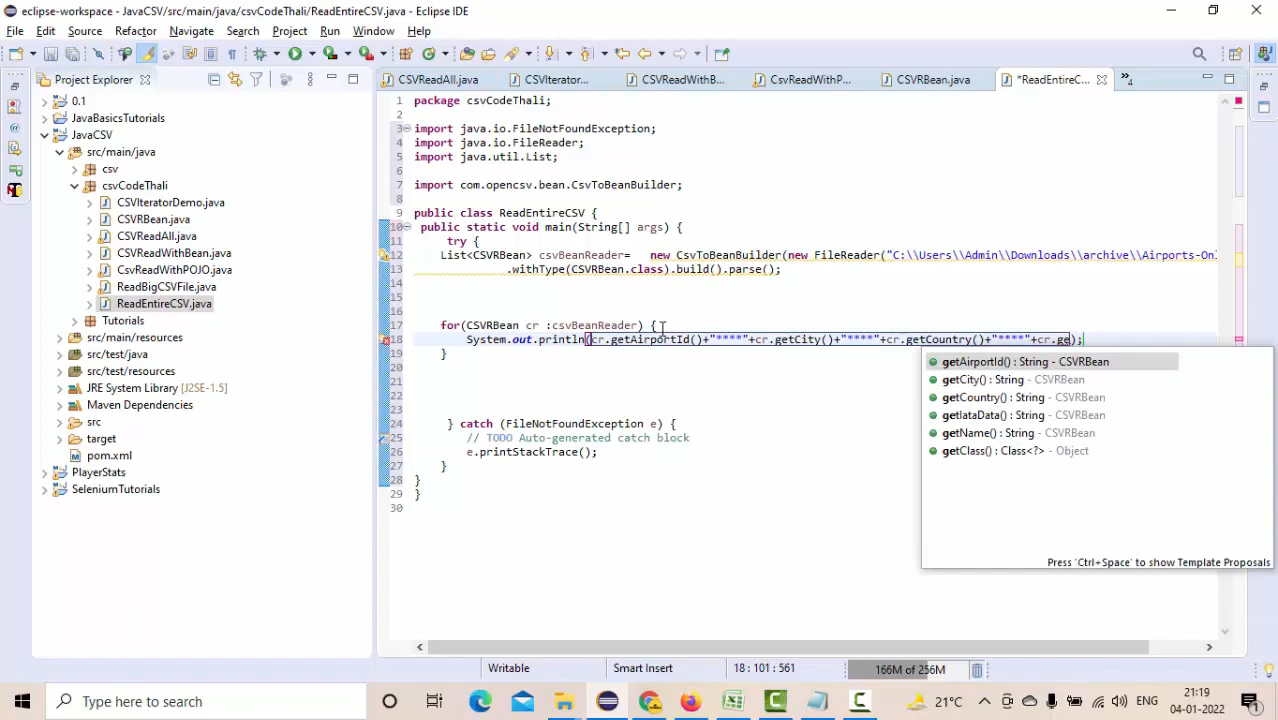 eclipse-workspace - JavaCSV/src/main/java/csvCodeThali/ReadEntireCSV.java - Eclipse IDE
File Edit Source Refactor Navigate Search Project Run Window Help
Project Explorer
CSVReadAll.java
CSVIterator...
CSVReadWithB...
CsvReadWithP...
CSVRBean.java
*ReadEntireC...
4
0.1
JavaBasicsTutorials
JavaCSV
src/main/java
csv
csvCodeThali
CSVIteratorDemo.java
CSVRBean.java
CSVReadAll.java
CSVReadWithBean.java
CsvReadWithPOJO.java
ReadBigCSVFile.java
ReadEntireCSV.java
Tutorials
src/main/resources
src/test/java
src/test/resources
JRE System Library [J2SE-1.5]
Maven Dependencies
src
target
pom.xml
PlayerStats
SeleniumTutorials
1 package csvCodeThali;
2
3 import java.io.FileNotFoundException;
4 import java.io.FileReader;
5 import java.util.List;
6
7 import com.opencsv.bean.CsvToBeanBuilder;
8
9 public class ReadEntireCSV {
10 public static void main(String[] args) {
11 try {
12 List<CSVRBean> csvBeanReader= new CsvToBeanBuilder(new FileReader("C:\\Users\\Admin\\Downloads\\archive\\Airports-Onl
13 .withType(CSVRBean.class).build().parse();
14
15
16
17 for(CSVRBean cr :csvBeanReader) {
18 System.out.println(cr.getAirportId()+"****"+cr.getCity()+"****"+cr.getCountry()+"****"+cr.ge);
19 }
20
21
22
23
24 } catch (FileNotFoundException e) {
25 // TODO Auto-generated catch block
26 e.printStackTrace();
27 }
28 }
29 }
30
getAirportId() : String - CSVRBean
getCity() : String - CSVRBean
getCountry() : String - CSVRBean
getIataData() : String - CSVRBean
getName() : String - CSVRBean
getClass() : Class<?> - Object
Press 'Ctrl+Space' to show Template Proposals
Writable
Smart Insert
18 : 101 : 561
166M of 256M
Type here to search
21°C
ENG
21:19
04-01-2022
1